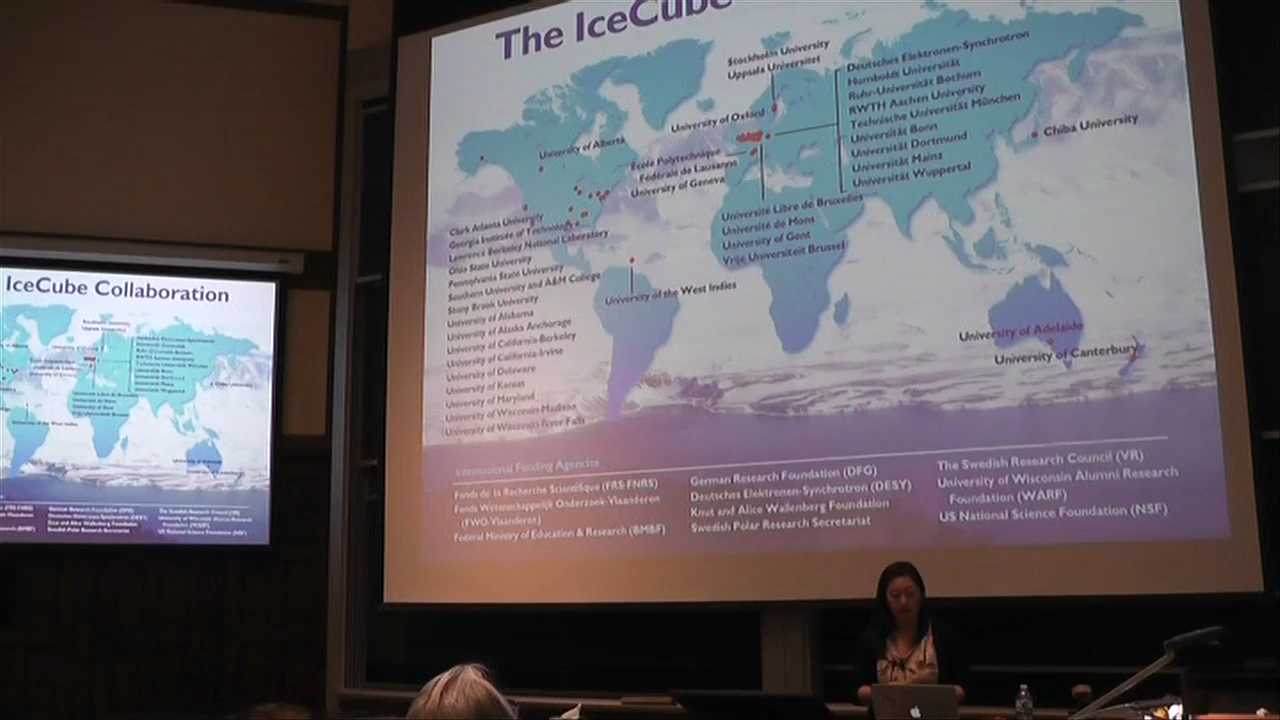 The IceCube
Stockholm University
Uppsala Universitet
University of Oxford
University of Alberta
École Polytechnique
Fédérale de Lausanne
University of Geneva
Deutsches Elektronen-Synchrotron
Humboldt Universität
Ruhr-Universität Bochum
RWTH Aachen University
Technische Universität München
Universität Bonn
Universität Dortmund
Universität Mainz
Universität Wuppertal
Chiba University
Université Libre de Bruxelles
Université de Mons
University of Gent
Vrije Universiteit Brussel
Clark Atlanta University
Georgia Institute of Technology
Lawrence Berkeley National Laboratory
Ohio State University
Pennsylvania State University
Southern University and A&M College
Stony Brook University
University of Alabama
University of Alaska Anchorage
University of California-Berkeley
University of California-Irvine
University of Delaware
University of Kansas
University of Maryland
University of Wisconsin-Madison
University of Wisconsin-River Falls
University of the West Indies
University of Adelaide
University of Canterbury
International Funding Agencies
Fonds de la Recherche Scientifique (FRS-FNRS)
Fonds Wetenschappelijk Onderzoek-Vlaanderen
(FWO-Vlaanderen)
Federal Ministry of Education & Research (BMBF)
German Research Foundation (DFG)
Deutsches Elektronen-Synchrotron (DESY)
Knut and Alice Wallenberg Foundation
Swedish Polar Research Secretariat
The Swedish Research Council (VR)
University of Wisconsin Alumni Research
Foundation (WARF)
US National Science Foundation (NSF)
IceCube Collaboration